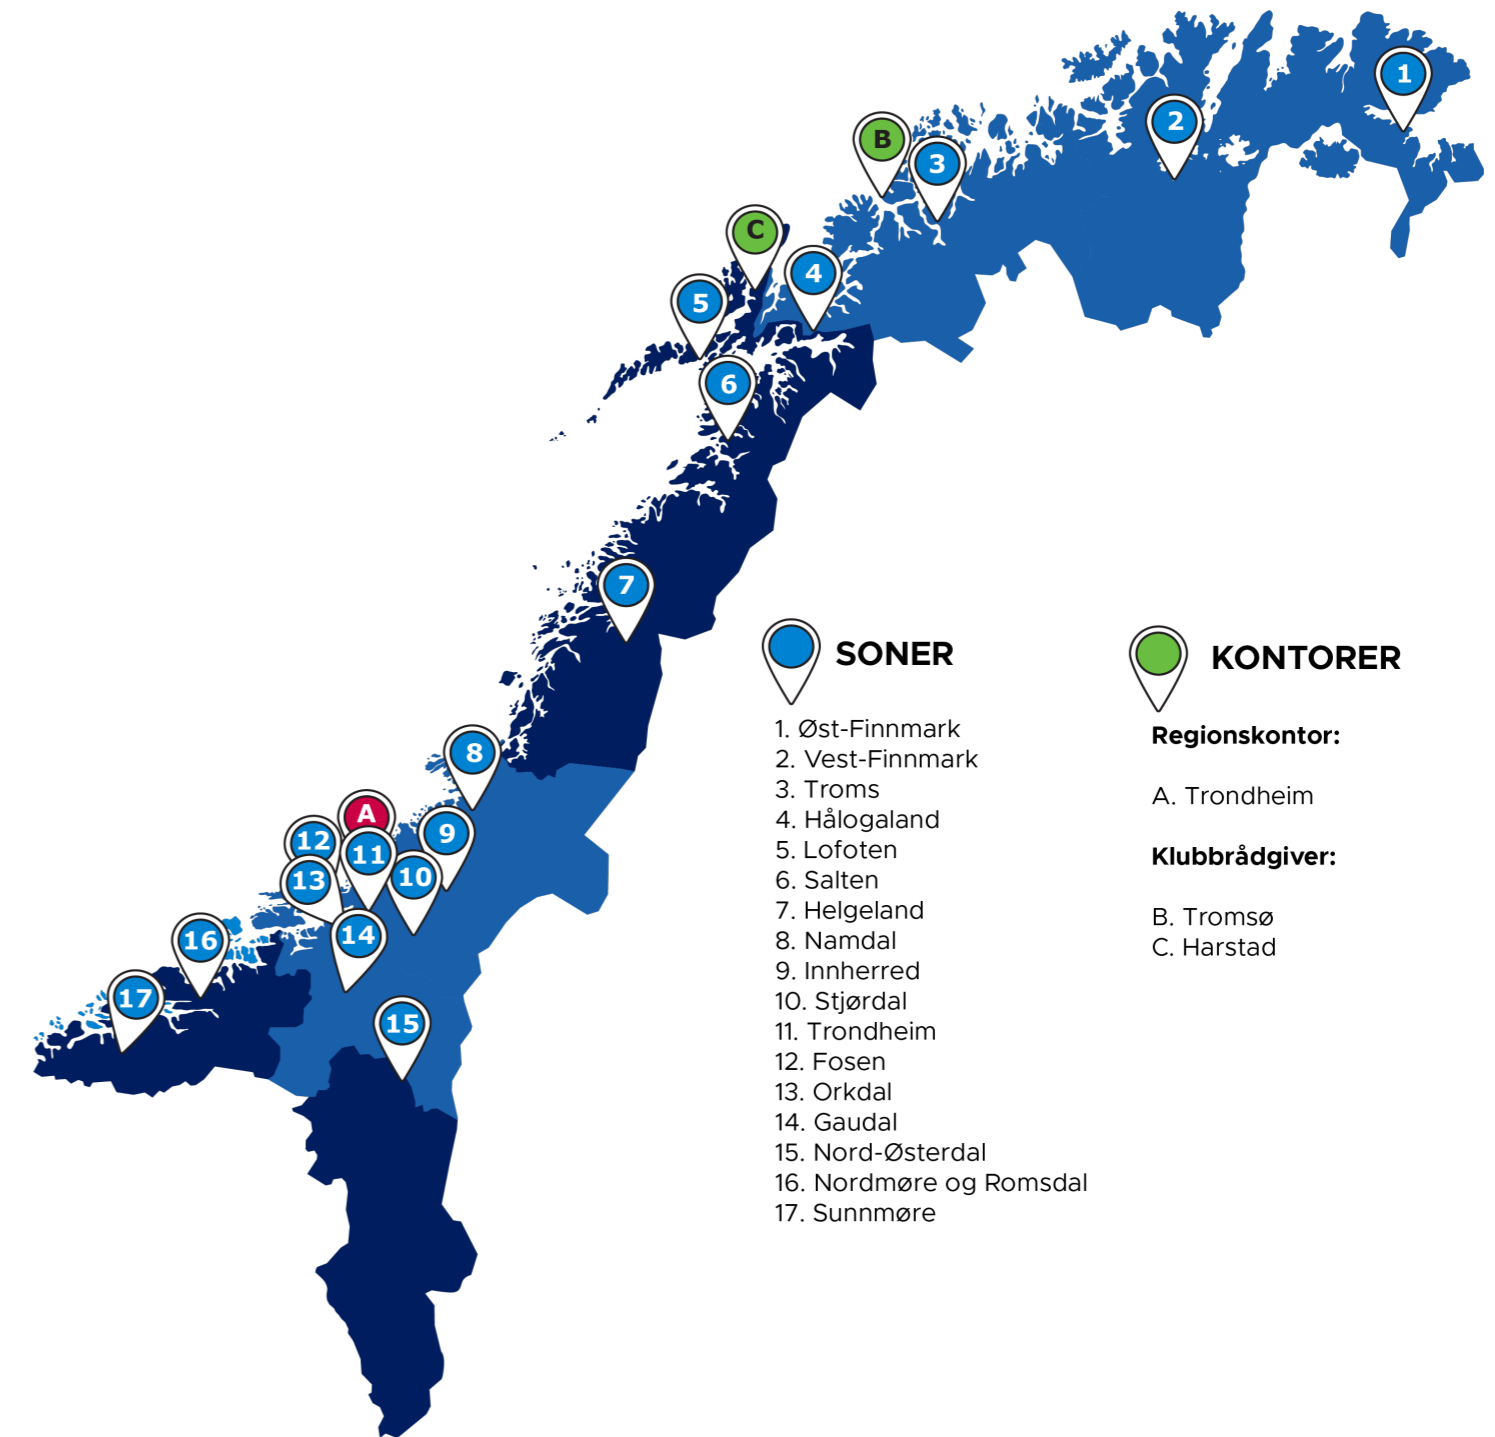 1
2
B
3
C
4
5
6
7
8
A
12
11
9
13
10
14
16
17
15
SONER
1. Øst-Finnmark
2. Vest-Finnmark
3. Troms
4. Hålogaland
5. Lofoten
6. Salten
7. Helgeland
8. Namdal
9. Innherred
10. Stjørdal
11. Trondheim
12. Fosen
13. Orkdal
14. Gaudal
15. Nord-Østerdal
16. Nordmøre og Romsdal
17. Sunnmøre
KONTORER
Regionskontor:
A. Trondheim
Klubbrådgiver:
B. Tromsø
C. Harstad